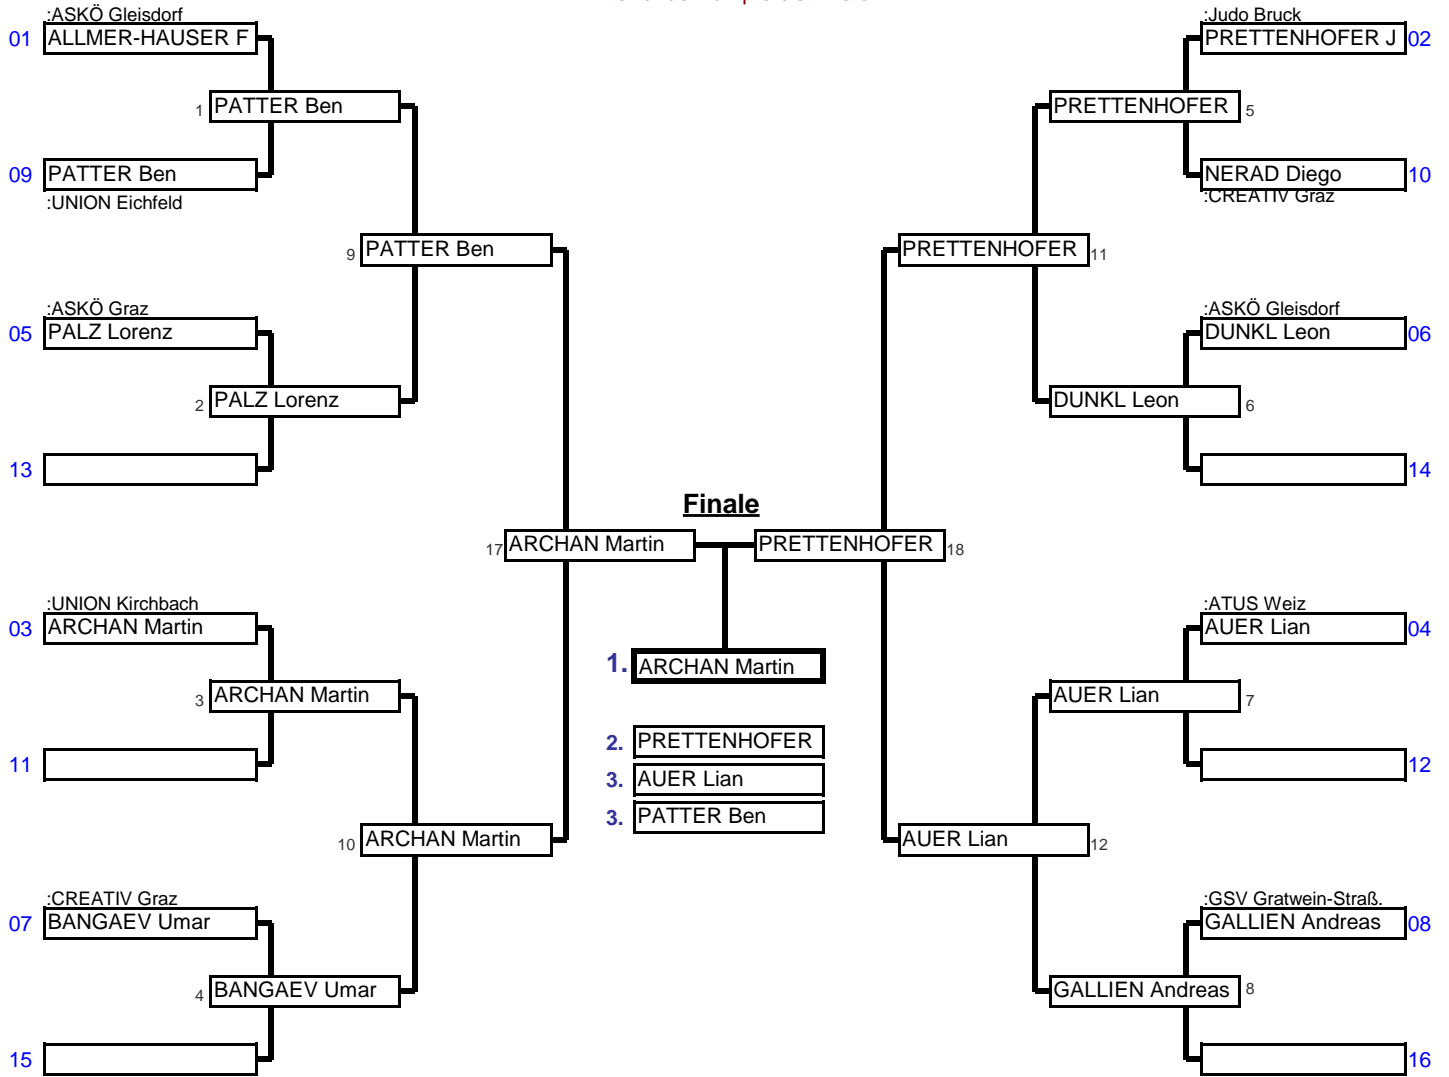 :ASKÖ Gleisdorf
01 ALLMER-HAUSER F
1 PATTER Ben
09 PATTER Ben
:UNION Eichfeld
9 PATTER Ben
:ASKÖ Graz
05 PALZ Lorenz
2 PALZ Lorenz
13
17 ARCHAN Martin
:UNION Kirchbach
03 ARCHAN Martin
3 ARCHAN Martin
11
10 ARCHAN Martin
:CREATIV Graz
07 BANGAEV Umar
4 BANGAEV Umar
15
Finale
1. ARCHAN Martin
2. PRETTENHOFER
3. AUER Lian
3. PATTER Ben
:Judo Bruck
PRETTENHOFER J 02
PRETTENHOFER 5
NERAD Diego 10
:CREATIV Graz
PRETTENHOFER 11
:ASKÖ Gleisdorf
DUNKL Leon 06
DUNKL Leon 6
14
PRETTENHOFER 18
:ATUS Weiz
AUER Lian 04
AUER Lian 7
12
AUER Lian 12
:GSV Gratwein-Straß.
GALLIEN Andreas 08
GALLIEN Andreas 8
16